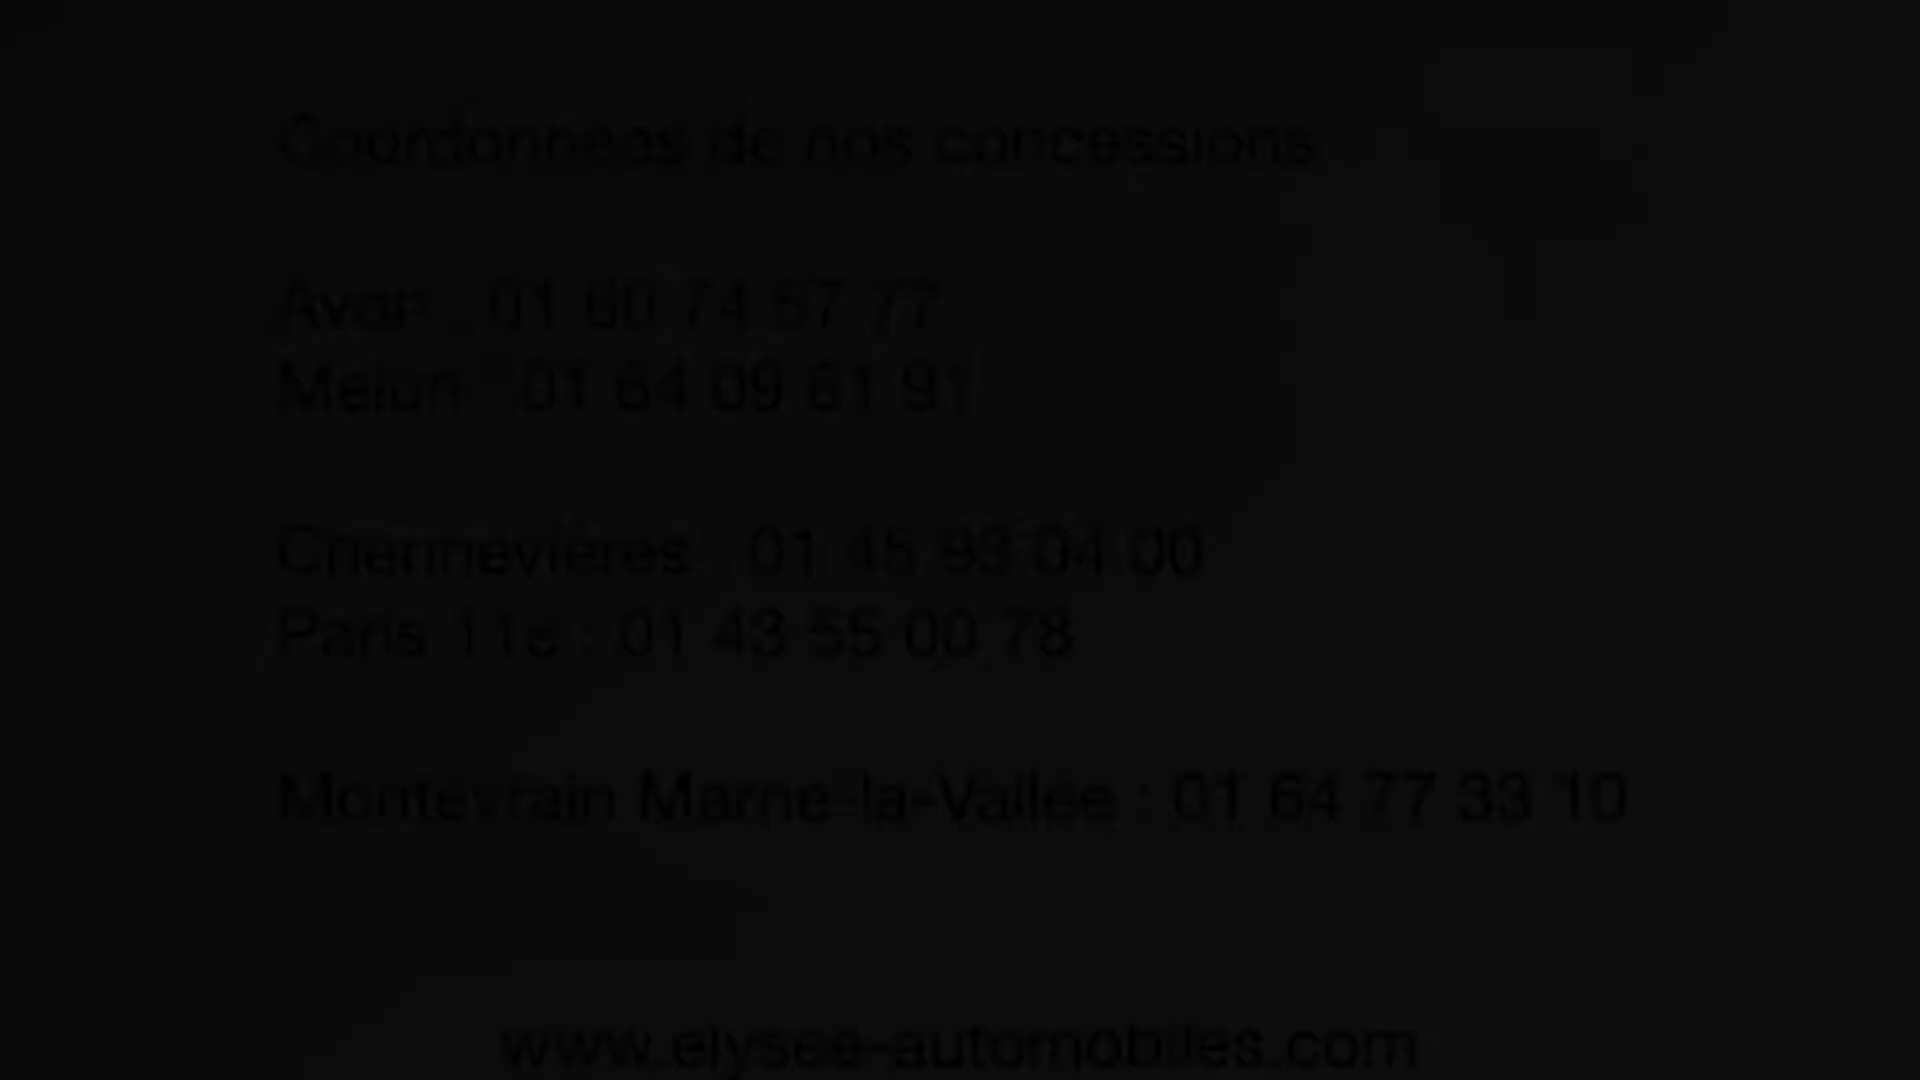 Coordonnées de nos concessions
Avon : 01 60 74 57 77
Melun : 01 64 09 61 91
Chennevières : 01 45 93 04 00
Paris 11e : 01 43 55 00 78
Montévrain Marne-la-Vallée : 01 64 77 33 10
www.elysee-automobiles.com